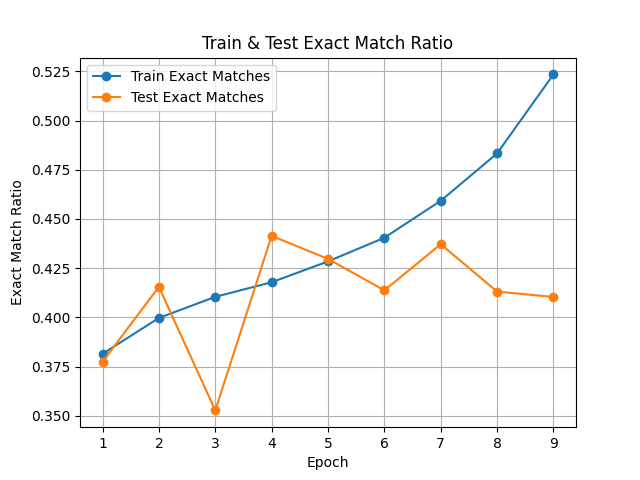 Train & Test Exact Match Ratio
Train Exact Matches
Test Exact Matches
Exact Match Ratio
0.525
0.500
0.475
0.450
0.425
0.400
0.375
0.350
1 2 3 4 5 6 7 8 9
Epoch